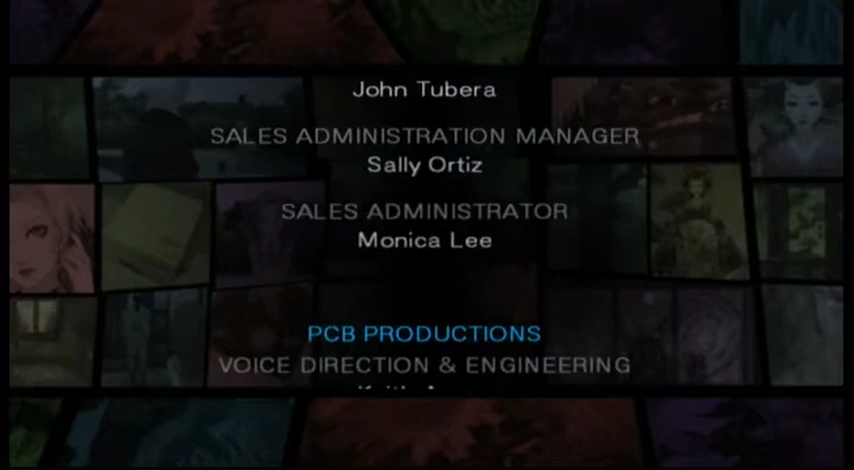 John Tubera
SALES ADMINISTRATION MANAGER
Sally Ortiz
SALES ADMINISTRATOR
Monica Lee
PCB PRODUCTIONS
VOICE DIRECTION & ENGINEERING